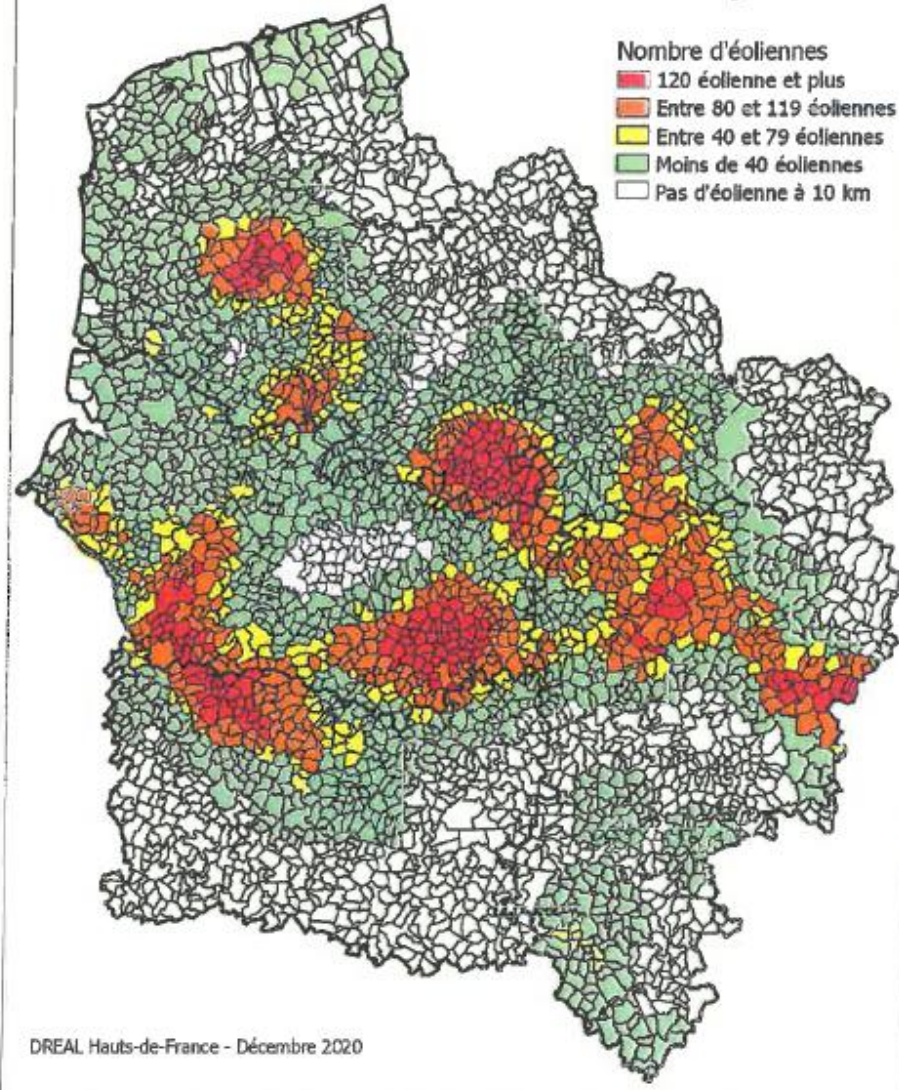 Nombre d'éoliennes
120 éolienne et plus
Entre 80 et 119 éoliennes
Entre 40 et 79 éoliennes
Moins de 40 éoliennes
Pas d'éolienne à 10 km
DREAL Hauts-de-France - Décembre 2020